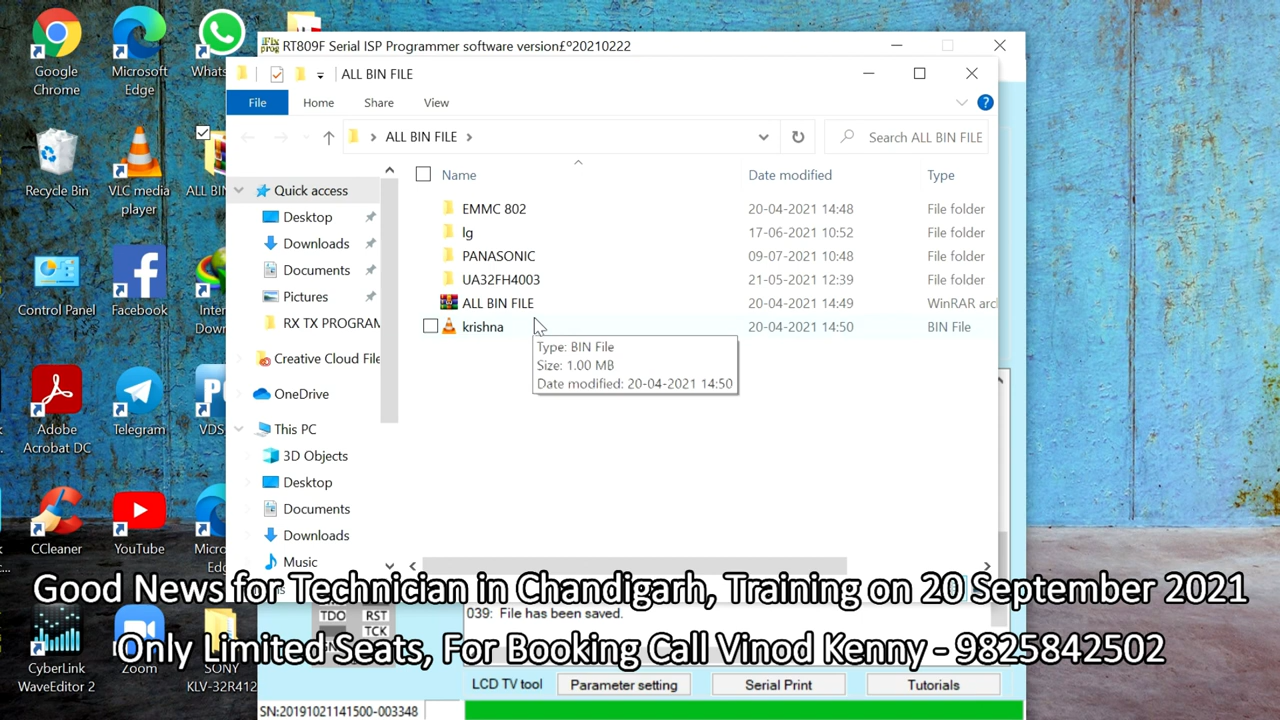 RT809F Serial ISP Programmer software version£º20210222
ALL BIN FILE
File Home Share View
ALL BIN FILE
Search ALL BIN FILE
Name Date modified Type
Quick access
Desktop
Downloads
Documents
Pictures
RX TX PROGRAM
Creative Cloud File
OneDrive
This PC
3D Objects
Desktop
Documents
Downloads
Music
EMMC 802 20-04-2021 14:48 File folder
lg 17-06-2021 10:52 File folder
PANASONIC 09-07-2021 10:48 File folder
UA32FH4003 21-05-2021 12:39 File folder
ALL BIN FILE 20-04-2021 14:49 WinRAR arc
krishna 20-04-2021 14:50 BIN File
Type: BIN File
Size: 1.00 MB
Date modified: 20-04-2021 14:50
Google
Chrome
Microsoft
Edge
Whats
Recycle Bin
VLC media
player
ALL BIN
Control Panel
Facebook
Inter
Down
Adobe
Acrobat DC
Telegram
VDS
CCleaner
YouTube
Micro
Ed
CyberLink
WaveEditor 2
Zoom
SONY
KLV-32R412
Good News for Technician in Chandigarh, Training on 20 September 2021
TDO RST
TCK
039: File has been saved.
Only Limited Seats, For Booking Call Vinod Kenny - 9825842502
LCD TV tool Parameter setting Serial Print Tutorials
SN:20191021141500-003348